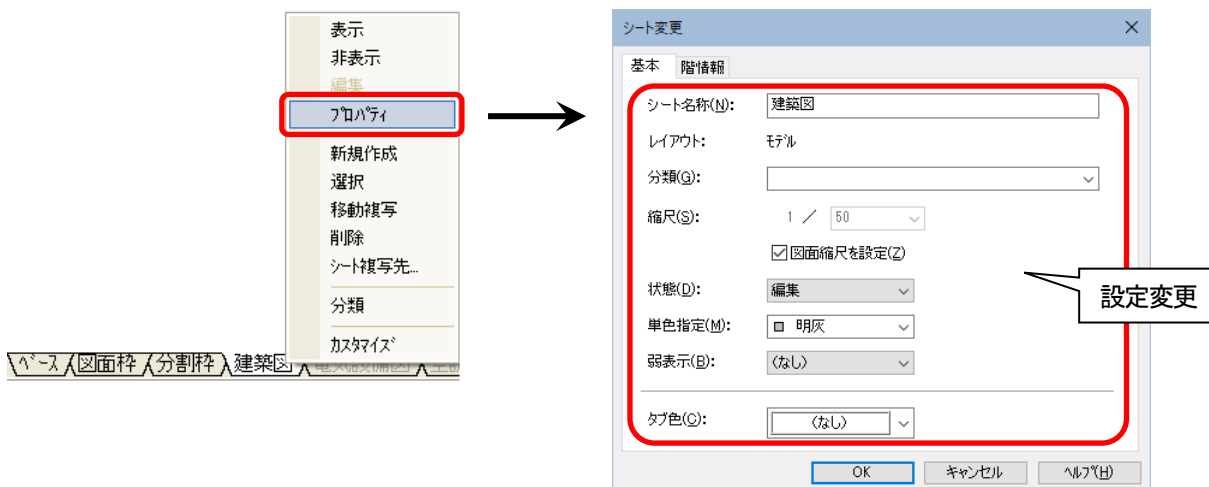 表示
非表示
編集
プロパティ
新規作成
選択
移動複写
削除
シート複写先...
分類
カスタマイズ
ベース
図面枠
分割枠
建築図
電気設備図
シート変更
基本
階情報
シート名称(N):
建築図
レイアウト:
モデル
分類(G):
縮尺(S):
1 ／ 50
図面縮尺を設定(Z)
状態(D):
編集
単色指定(M):
明灰
弱表示(B):
(なし)
タブ色(C):
(なし)
OK
キャンセル
ヘルプ(H)
設定変更